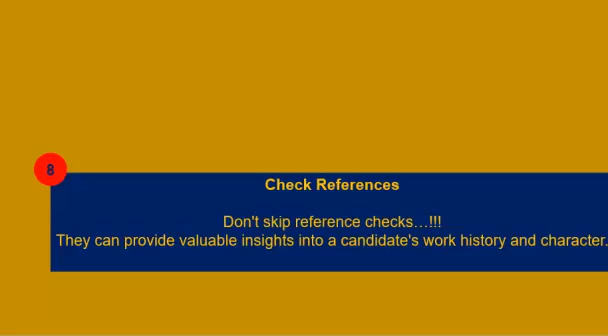 8
Check References
Don't skip reference checks...!!!
They can provide valuable insights into a candidate's work history and character.